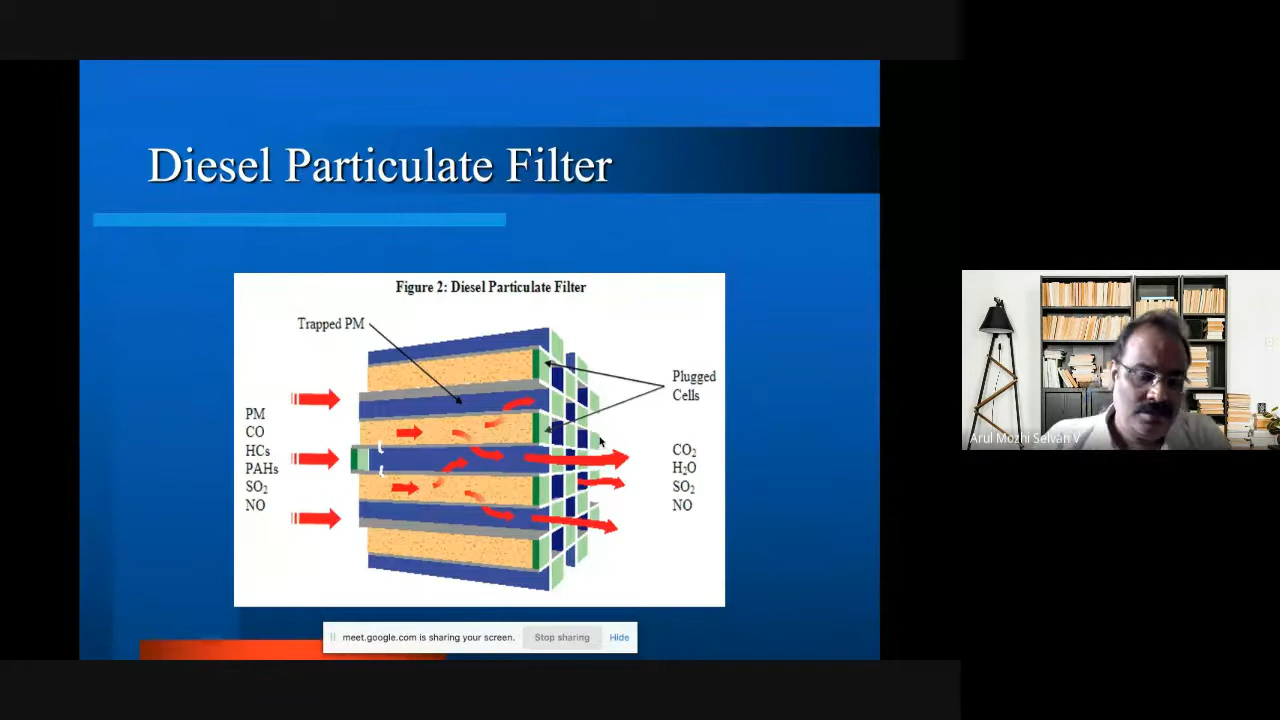 Diesel Particulate Filter
Figure 2: Diesel Particulate Filter
Trapped PM
Plugged
Cells
PM
CO
HCs
PAHs
SO₂
NO
CO₂
H₂O
SO₂
NO
Arul Mozhi Selvan V
meet.google.com is sharing your screen.
Stop sharing
Hide